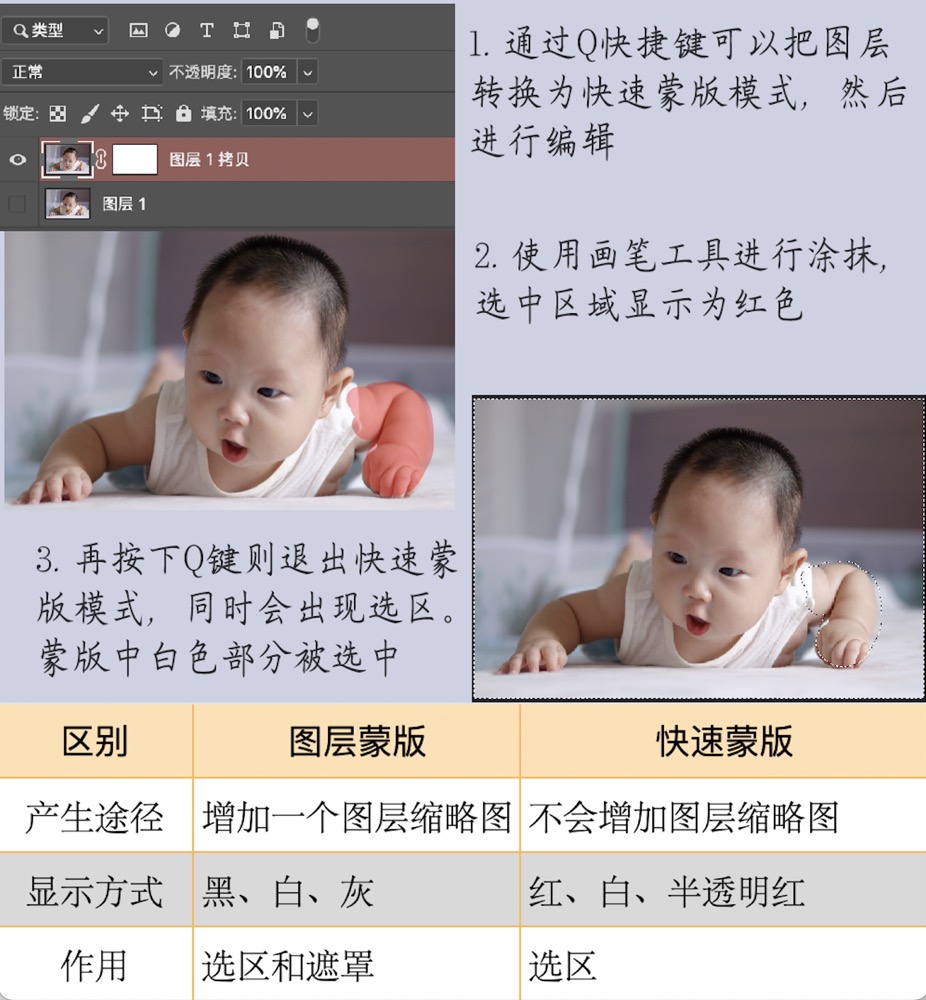 类型
正常 不透明度: 100%
锁定: 填充: 100%
图层 1 拷贝
图层 1
1. 通过Q快捷键可以把图层
转换为快速蒙版模式, 然后
进行编辑
2. 使用画笔工具进行涂抹,
选中区域显示为红色
3. 再按下Q键则退出快速蒙
版模式, 同时会出现选区。
蒙版中白色部分被选中
区别 图层蒙版 快速蒙版
产生途径 增加一个图层缩略图 不会增加图层缩略图
显示方式 黑、白、灰 红、白、半透明红
作用 选区和遮罩 选区